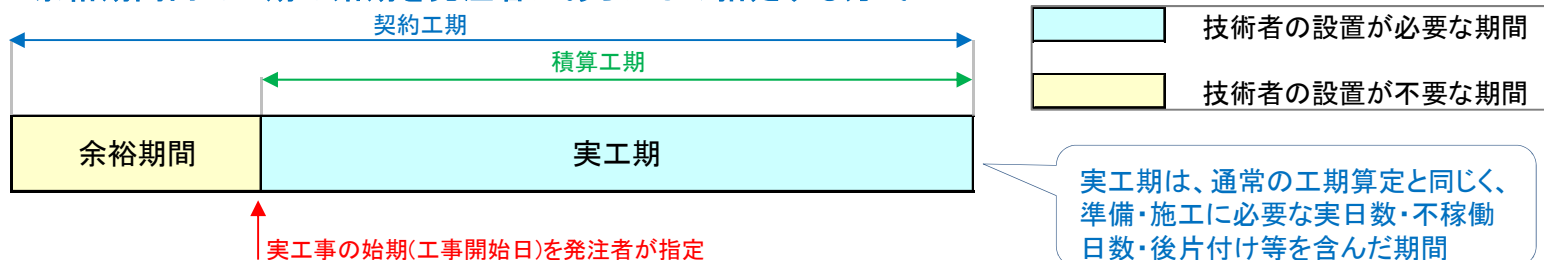 契約工期
積算工期
余裕期間
実工期
実工事の始期(工事開始日)を発注者が指定
技術者の設置が必要な期間
技術者の設置が不要な期間
実工期は、通常の工期算定と同じく、
準備・施工に必要な実日数・不稼働
日数・後片付け等を含んだ期間